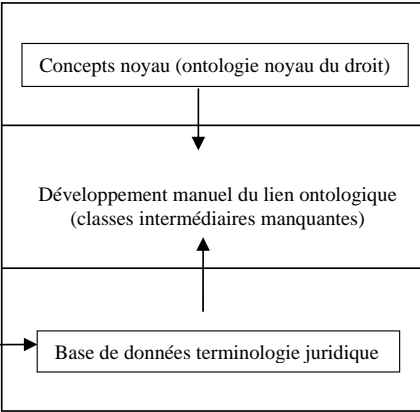 Concepts noyau (ontologie noyau du droit)
Développement manuel du lien ontologique
(classes intermédiaires manquantes)
Base de données terminologie juridique